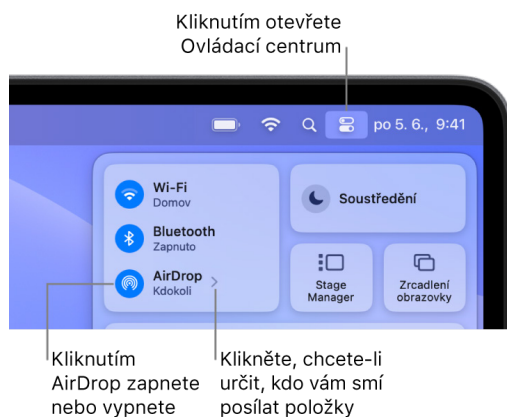 Kliknutím otevřete
Ovládací centrum
po 5. 6., 9:41
Wi-Fi
Domov
Bluetooth
Zapnuto
AirDrop
Kdokoli
Soustředění
Stage
Manager
Zrcadlení
obrazovky
Kliknutím
AirDrop zapnete
nebo vypnete
Klikněte, chcete-li
určit, kdo vám smí
posílat položky